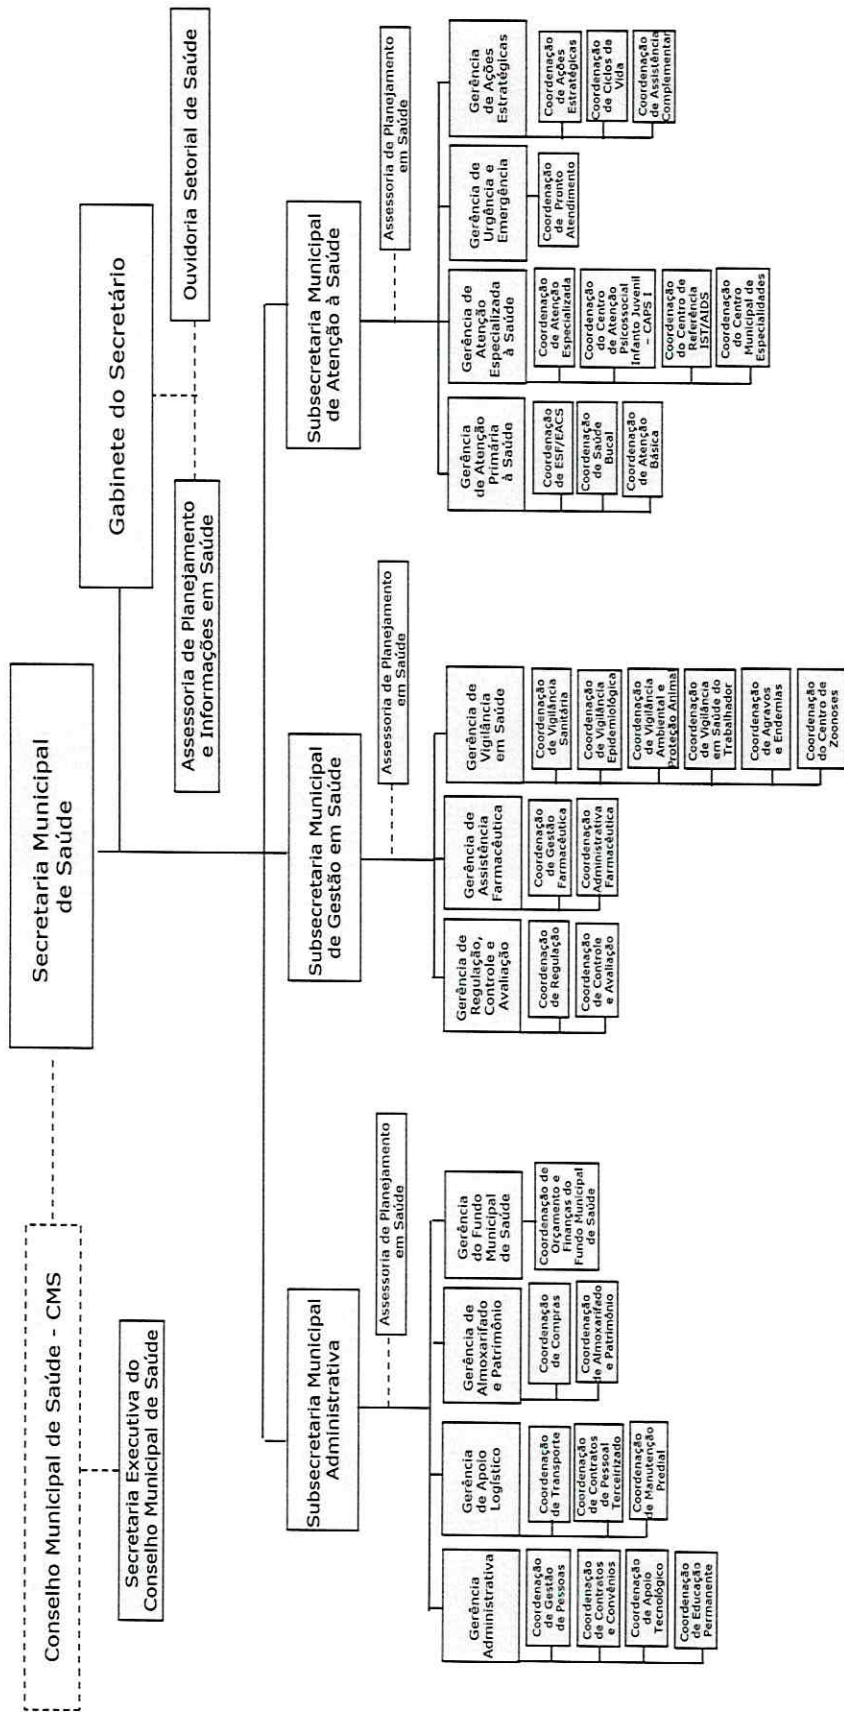 Secretaria Municipal
de Saúde
Conselho Municipal de Saúde - CMS
Secretaria Executiva do
Conselho Municipal de Saúde
Gabinete do Secretário
Assessoria de Planejamento
e Informações em Saúde
Ouvidoria Setorial de Saúde
Subsecretaria Municipal
Administrativa
Assessoria de Planejamento
em Saúde
Gerência
Administrativa
Coordenação
de Gestão
de Pessoas
Coordenação
de Contratos
e Convênios
Coordenação
de Apoio
Tecnológico
Coordenação
de Educação
Permanente
Gerência
de Apoio
Logístico
Coordenação
de Transporte
Coordenação
de Contratos
de Pessoal
Terceirizado
Coordenação
de Manutenção
Predial
Gerência de
Almoxarifado
e Patrimônio
Coordenação
de Compras
Coordenação
de Almoxarifado
e Patrimônio
Gerência
do Fundo
Municipal
de Saúde
Coordenação de
Orçamento e
Finanças do
Fundo Municipal
de Saúde
Subsecretaria Municipal
de Gestão em Saúde
Assessoria de Planejamento
em Saúde
Gerência de
Regulação,
Controle e
Avaliação
Coordenação
de Regulação
Coordenação
de Controle
e Avaliação
Gerência de
Assistência
Farmacêutica
Coordenação
de Gestão
Farmacêutica
Coordenação
Administrativa
Farmacêutica
Gerência de
Vigilância
em Saúde
Coordenação
de Vigilância
Sanitária
Coordenação
de Vigilância
Epidemiológica
Coordenação
de Vigilância
Ambiental e
Proteção Animal
Coordenação
de Vigilância
em Saúde do
Trabalhador
Coordenação
de Agravos
e Endemias
Coordenação
do Centro de
Zoonoses
Subsecretaria Municipal
de Atenção à Saúde
Assessoria de Planejamento
em Saúde
Gerência
de Atenção
Primária
à Saúde
Coordenação
de ESF/EACS
Coordenação
de Saúde
Bucal
Coordenação
de Atenção
Básica
Gerência de
Atenção
Especializada
à Saúde
Coordenação
de Atenção
Especializada
Coordenação
do Centro
de Atenção
Psicossocial
Infanto Juvenil
– CAPS I
Coordenação
do Centro de
Referência
IST/AIDS
Coordenação
do Centro
Municipal de
Especialidades
Gerência de
Urgência e
Emergência
Coordenação
de Pronto
Atendimento
Gerência
de Ações
Estratégicas
Coordenação
de Ações
Estratégicas
Coordenação
de Ciclos de
Vida
Coordenação
de Assistência
Complementar